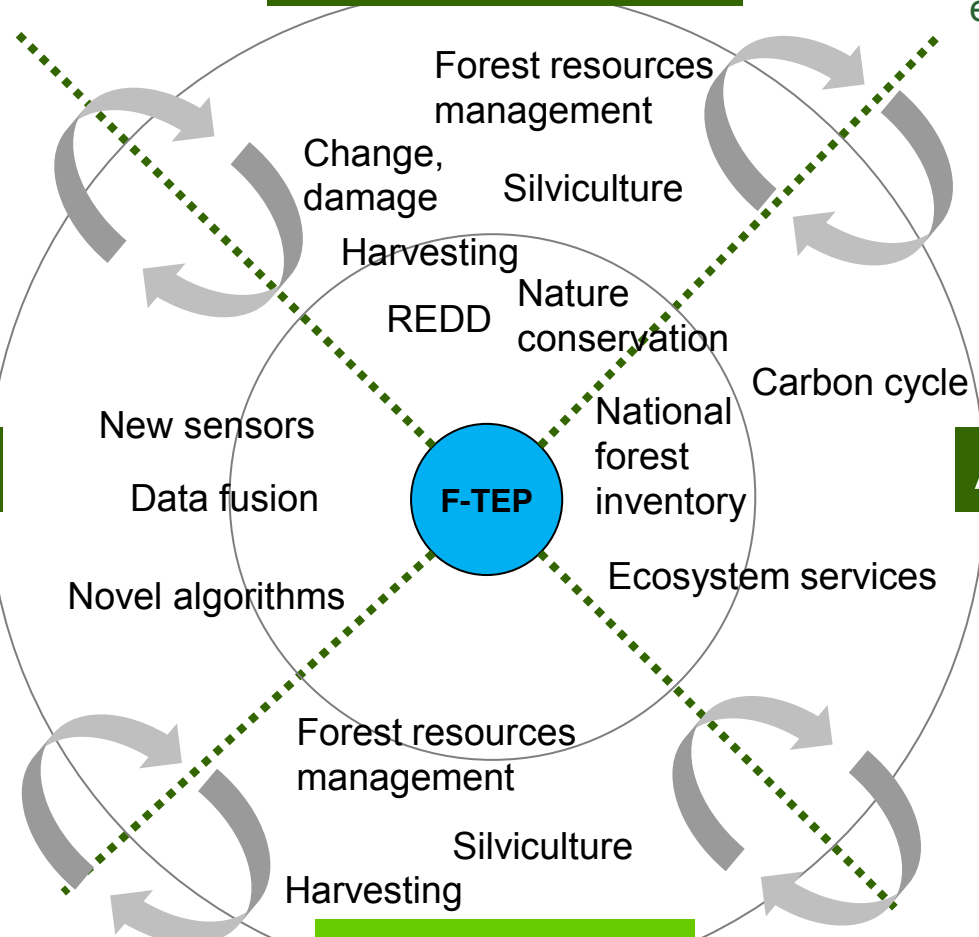 Forest resources
management
Change,
damage
Silviculture
Harvesting
Nature
conservation
REDD
Carbon cycle
National
forest
inventory
New sensors
Data fusion
F-TEP
Ecosystem services
Novel algorithms
Forest resources
management
Silviculture
Harvesting